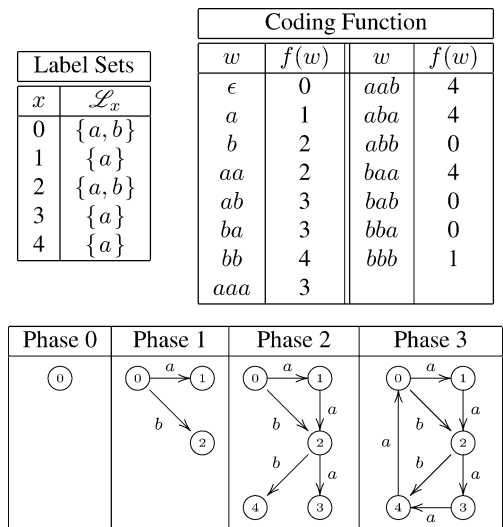 Label Sets
x ℒₓ
0 {a, b}
1 {a}
2 {a, b}
3 {a}
4 {a}
Coding Function
w f(w) w f(w)
ϵ 0 aab 4
a 1 aba 4
b 2 abb 0
aa 2 baa 4
ab 3 bab 0
ba 3 bba 0
bb 4 bbb 1
aaa 3
Phase 0 Phase 1 Phase 2 Phase 3
0
0 a 1
b
2
0 a 1
b a
2
b a
4 3
0 a 1
b a
2
a b a
4 a 3